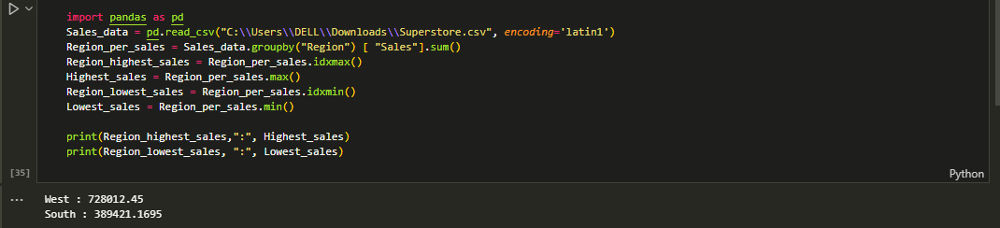 import pandas as pd
Sales_data = pd.read_csv("C:\\Users\\DELL\\Downloads\\Superstore.csv", encoding='latin1')
Region_per_sales = Sales_data.groupby("Region") [ "Sales"].sum()
Region_highest_sales = Region_per_sales.idxmax()
Highest_sales = Region_per_sales.max()
Region_lowest_sales = Region_per_sales.idxmin()
Lowest_sales = Region_per_sales.min()
print(Region_highest_sales,":", Highest_sales)
print(Region_lowest_sales, ":", Lowest_sales)
[35]
Python
West : 728012.45
South : 389421.1695